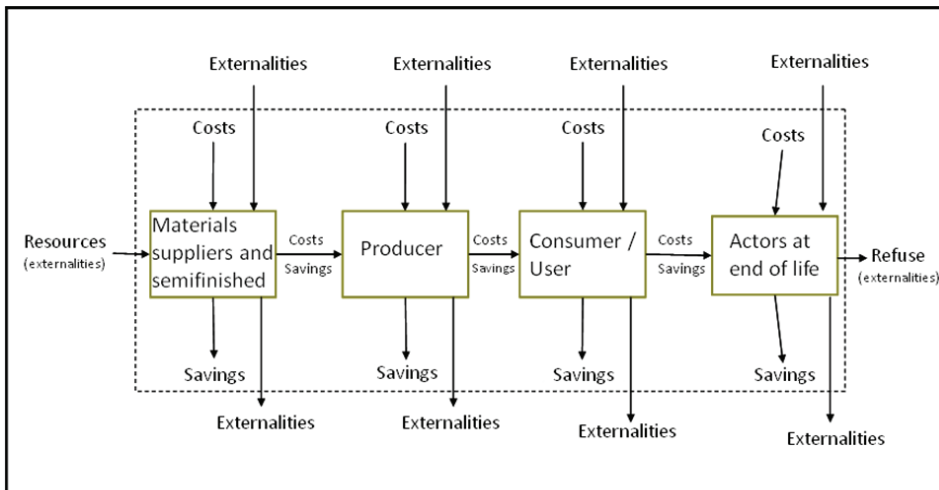 Externalities
Externalities
Externalities
Externalities
Costs
Costs
Costs
Costs
Resources
(externalities)
Materials
suppliers and
semifinished
Costs
Savings
Producer
Costs
Savings
Consumer /
User
Costs
Savings
Actors at
end of life
Refuse
(externalities)
Savings
Savings
Savings
Savings
Externalities
Externalities
Externalities
Externalities